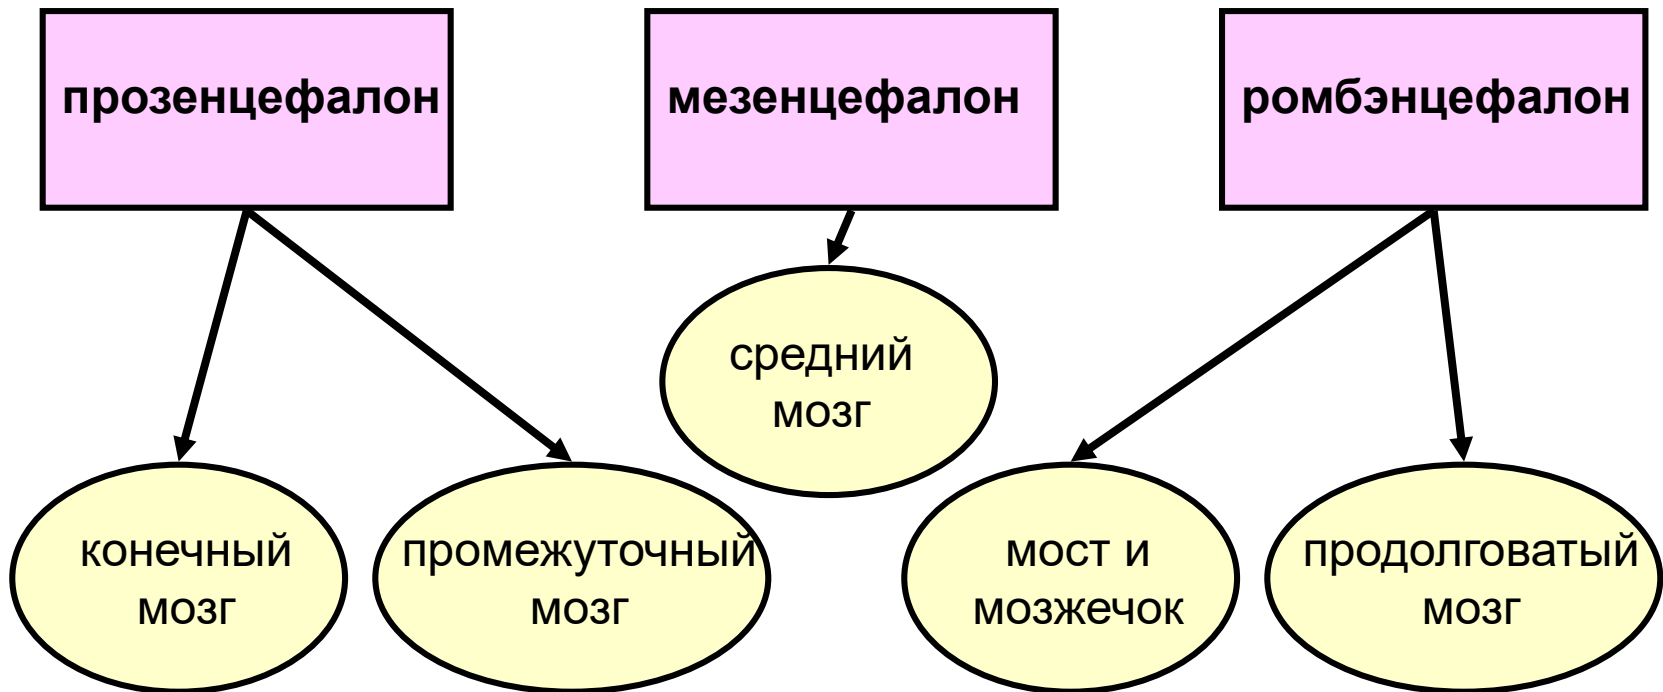 прозенцефалон
мезенцефалон
ромбэнцефалон
средний
мозг
конечный
мозг
промежуточный
мозг
мост и
мозжечок
продолговатый
мозг